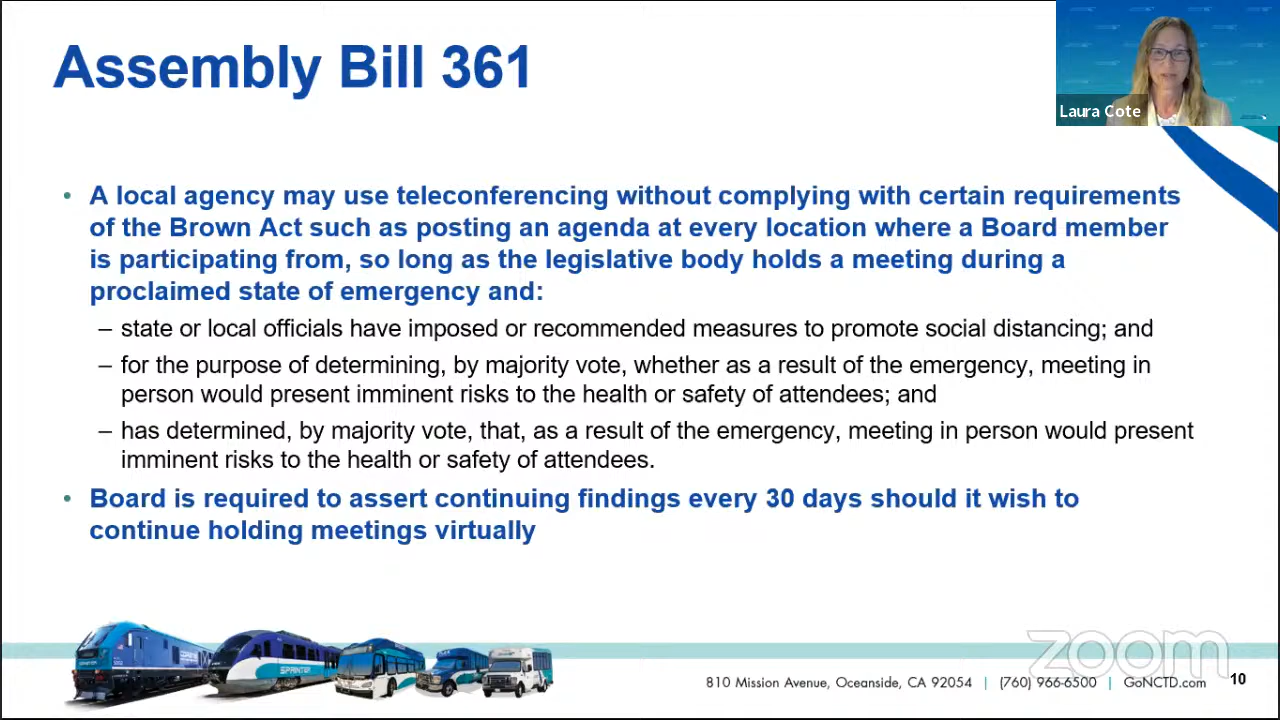 Assembly Bill 361
Laura Cote
• A local agency may use teleconferencing without complying with certain requirements
of the Brown Act such as posting an agenda at every location where a Board member
is participating from, so long as the legislative body holds a meeting during a
proclaimed state of emergency and:
– state or local officials have imposed or recommended measures to promote social distancing; and
– for the purpose of determining, by majority vote, whether as a result of the emergency, meeting in
person would present imminent risks to the health or safety of attendees; and
– has determined, by majority vote, that, as a result of the emergency, meeting in person would present
imminent risks to the health or safety of attendees.
• Board is required to assert continuing findings every 30 days should it wish to
continue holding meetings virtually
COASTER
SPRINTER
zoom
810 Mission Avenue, Oceanside, CA 92054 | (760) 966-6500 | GoNCTD.com 10